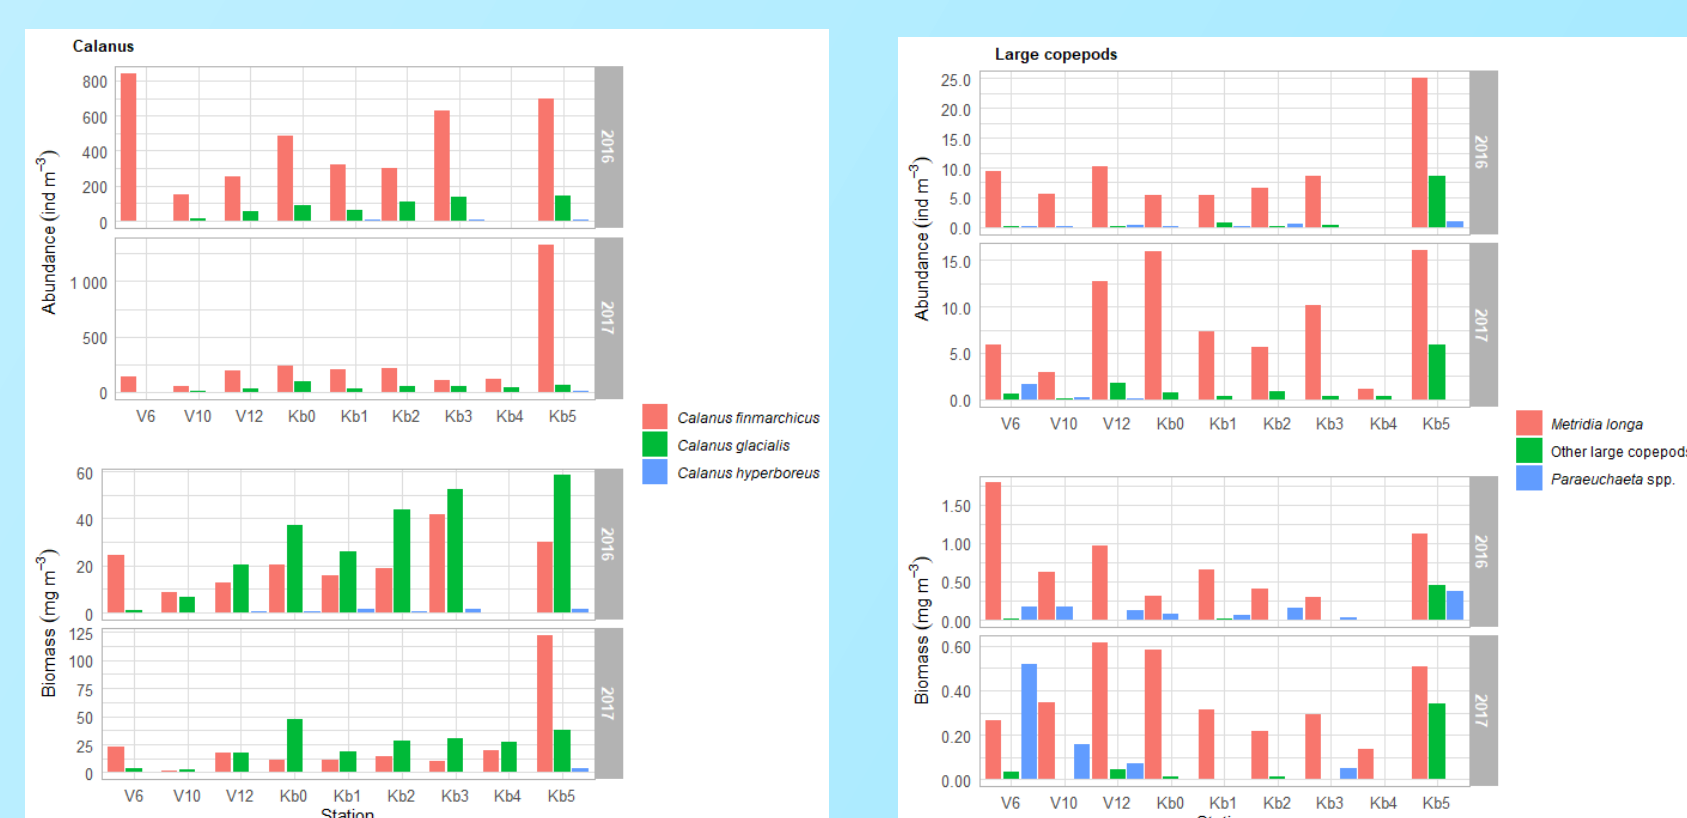 Calanus
800
600
400
200
0
2016
Abundance (ind m−3)
1 000
500
0
2017
V6 V10 V12 Kb0 Kb1 Kb2 Kb3 Kb4 Kb5
Calanus finmarchicus
Calanus glacialis
Calanus hyperboreus
60
40
20
0
2016
Biomass (mg m−3)
125
100
75
50
25
0
2017
V6 V10 V12 Kb0 Kb1 Kb2 Kb3 Kb4 Kb5
Station
Large copepods
25.0
20.0
15.0
10.0
5.0
0.0
2016
Abundance (ind m−3)
15.0
10.0
5.0
0.0
2017
V6 V10 V12 Kb0 Kb1 Kb2 Kb3 Kb4 Kb5
Metridia longa
Other large copepods
Paraeuchaeta spp.
1.50
1.00
0.50
0.00
2016
Biomass (mg m−3)
0.60
0.40
0.20
0.00
2017
V6 V10 V12 Kb0 Kb1 Kb2 Kb3 Kb4 Kb5